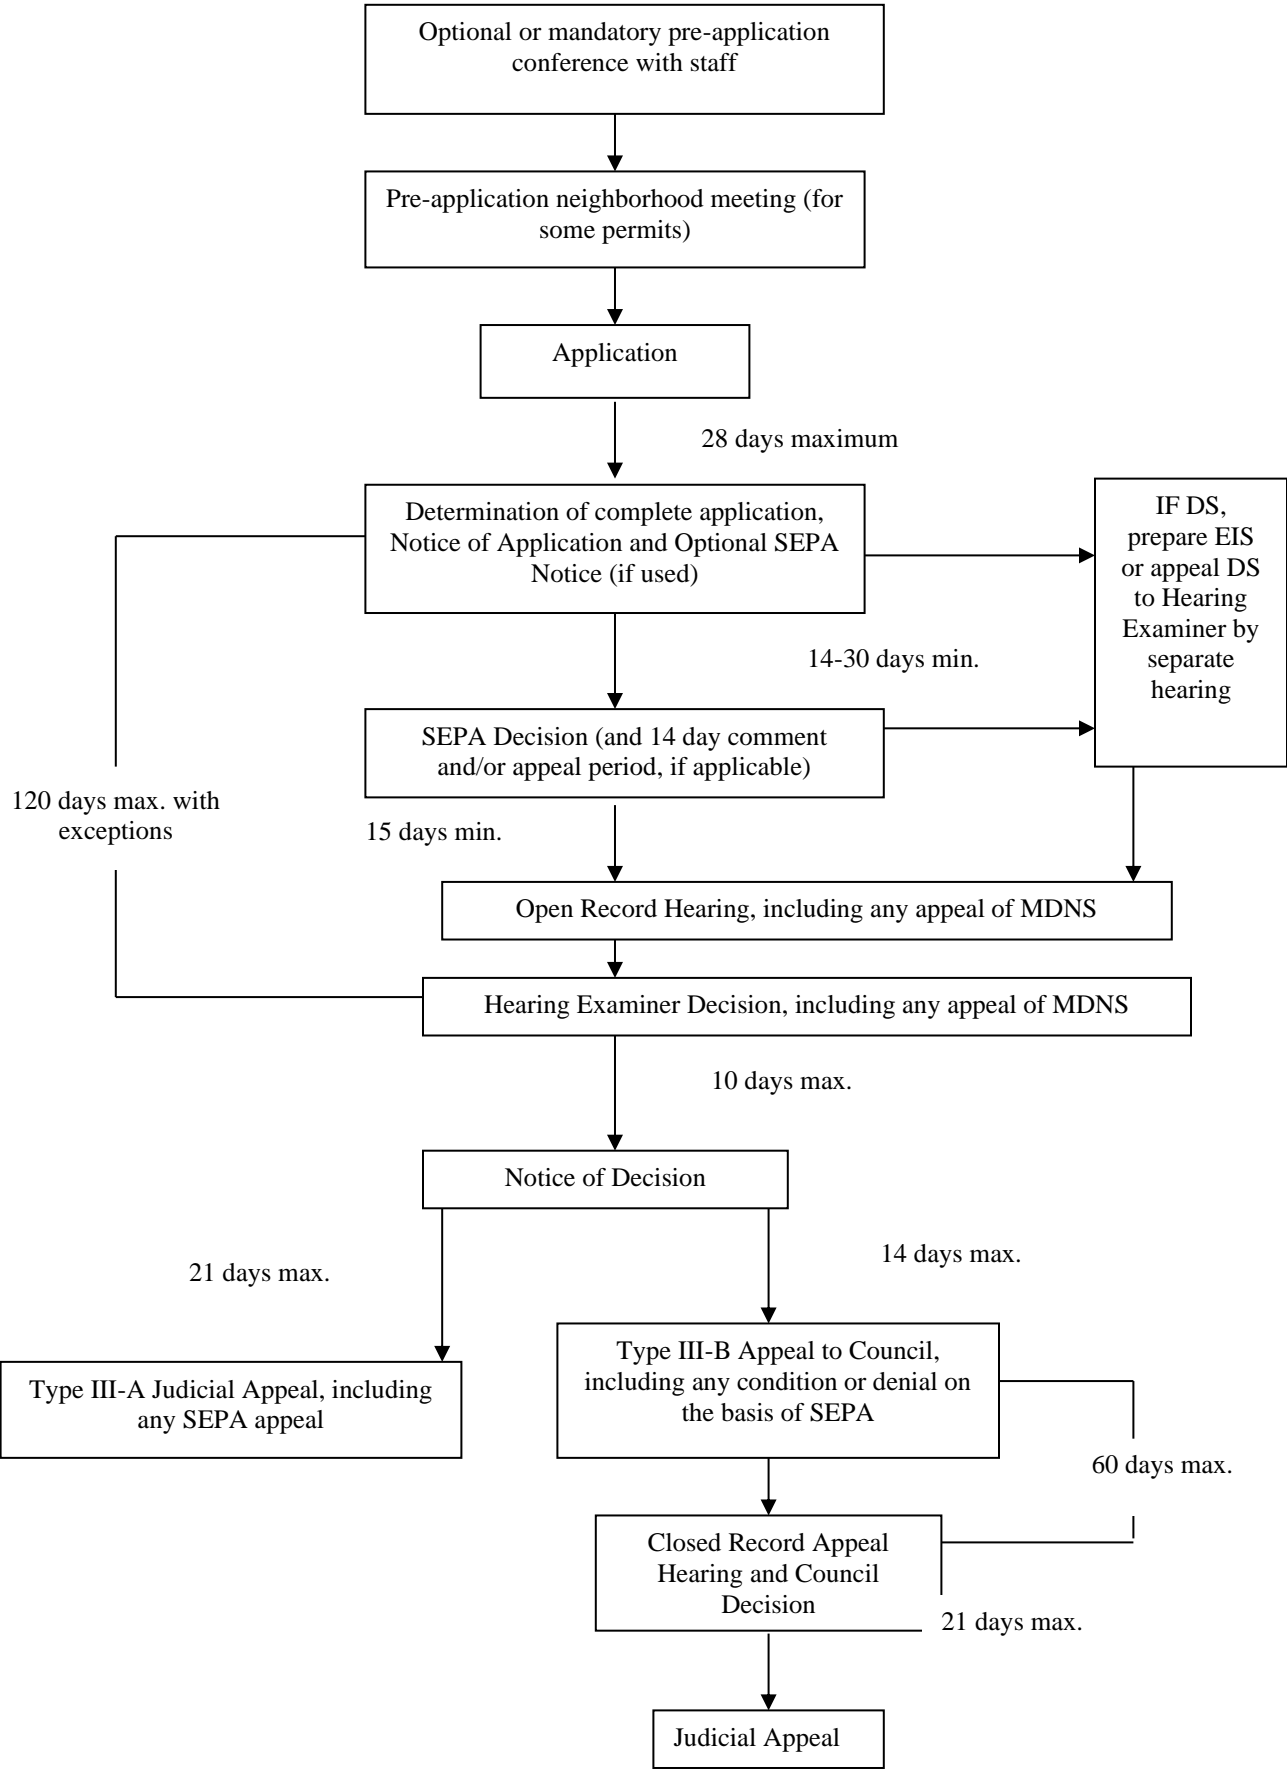 Optional or mandatory pre-application
conference with staff
Pre-application neighborhood meeting (for
some permits)
Application
28 days maximum
Determination of complete application,
Notice of Application and Optional SEPA
Notice (if used)
IF DS,
prepare EIS
or appeal DS
to Hearing
Examiner by
separate
hearing
14-30 days min.
SEPA Decision (and 14 day comment
and/or appeal period, if applicable)
120 days max. with
exceptions
15 days min.
Open Record Hearing, including any appeal of MDNS
Hearing Examiner Decision, including any appeal of MDNS
10 days max.
Notice of Decision
21 days max.
14 days max.
Type III-A Judicial Appeal, including
any SEPA appeal
Type III-B Appeal to Council,
including any condition or denial on
the basis of SEPA
60 days max.
Closed Record Appeal
Hearing and Council
Decision
21 days max.
Judicial Appeal